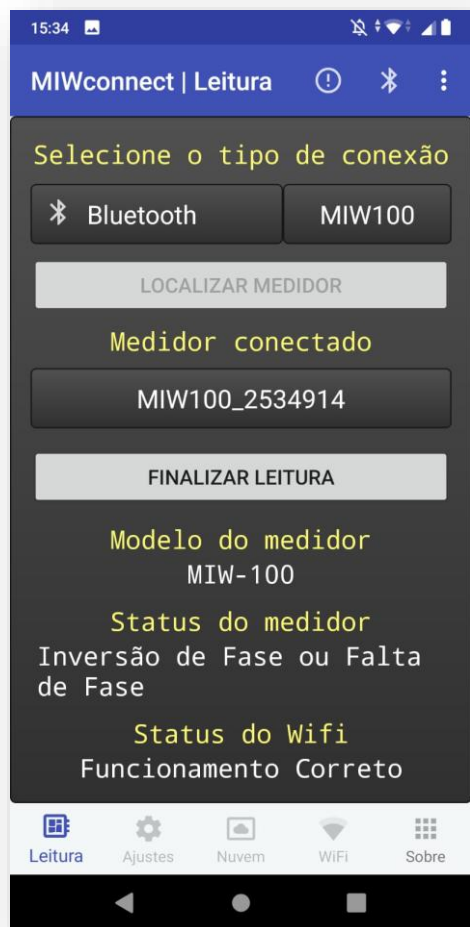 15:34
MIWconnect | Leitura
Selecione o tipo de conexão
Bluetooth
MIW100
LOCALIZAR MEDIDOR
Medidor conectado
MIW100_2534914
FINALIZAR LEITURA
Modelo do medidor
MIW-100
Status do medidor
Inversão de Fase ou Falta
de Fase
Status do Wifi
Funcionamento Correto
Leitura
Ajustes
Nuvem
WiFi
Sobre